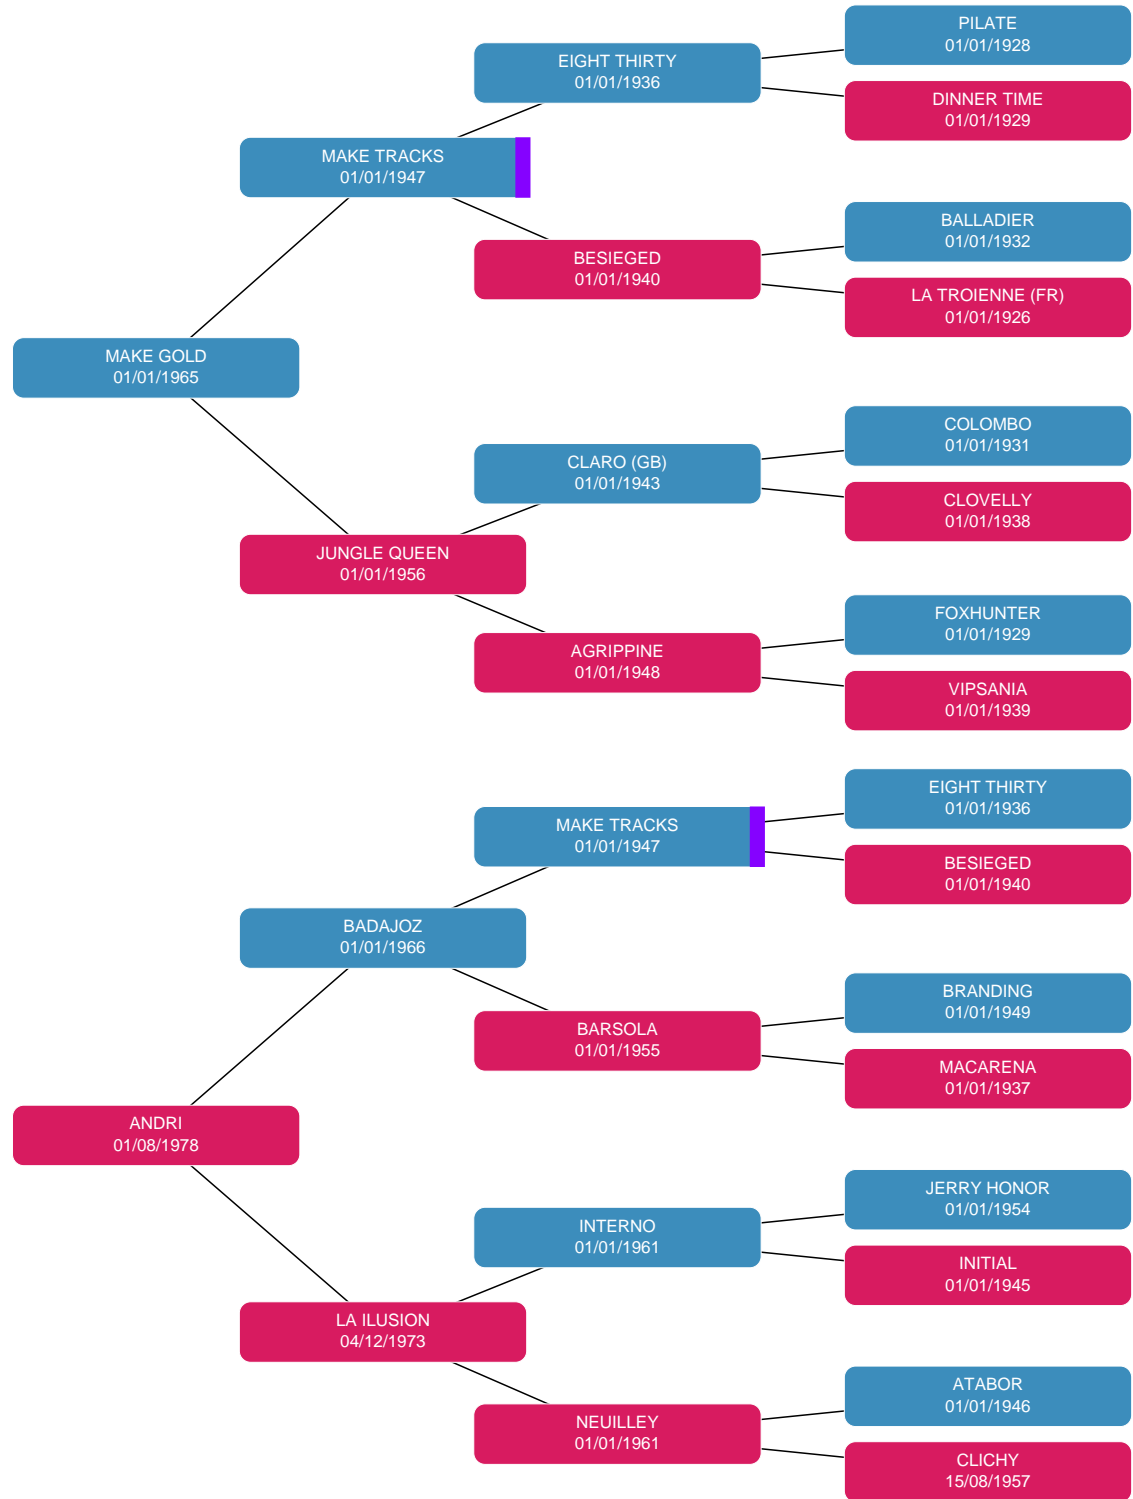 PILATE
01/01/1928
EIGHT THIRTY
01/01/1936
DINNER TIME
01/01/1929
MAKE TRACKS
01/01/1947
BALLADIER
01/01/1932
BESIEGED
01/01/1940
LA TROIENNE (FR)
01/01/1926
MAKE GOLD
01/01/1965
COLOMBO
01/01/1931
CLARO (GB)
01/01/1943
CLOVELLY
01/01/1938
JUNGLE QUEEN
01/01/1956
FOXHUNTER
01/01/1929
AGRIPPINE
01/01/1948
VIPSANIA
01/01/1939
EIGHT THIRTY
01/01/1936
MAKE TRACKS
01/01/1947
BESIEGED
01/01/1940
BADAJOZ
01/01/1966
BRANDING
01/01/1949
BARSOLA
01/01/1955
MACARENA
01/01/1937
ANDRI
01/08/1978
JERRY HONOR
01/01/1954
INTERNO
01/01/1961
INITIAL
01/01/1945
LA ILUSION
04/12/1973
ATABOR
01/01/1946
NEUILLEY
01/01/1961
CLICHY
15/08/1957